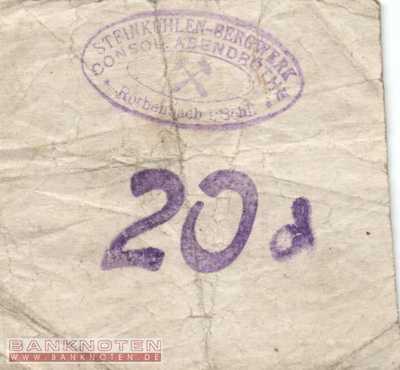 STEINKOHLEN-BERGWERK
CONSOL. ABENDRÖTHE
Rothenbach i. Schl.
20 d
BANKNOTEN
WWW.BANKNOTEN.DE